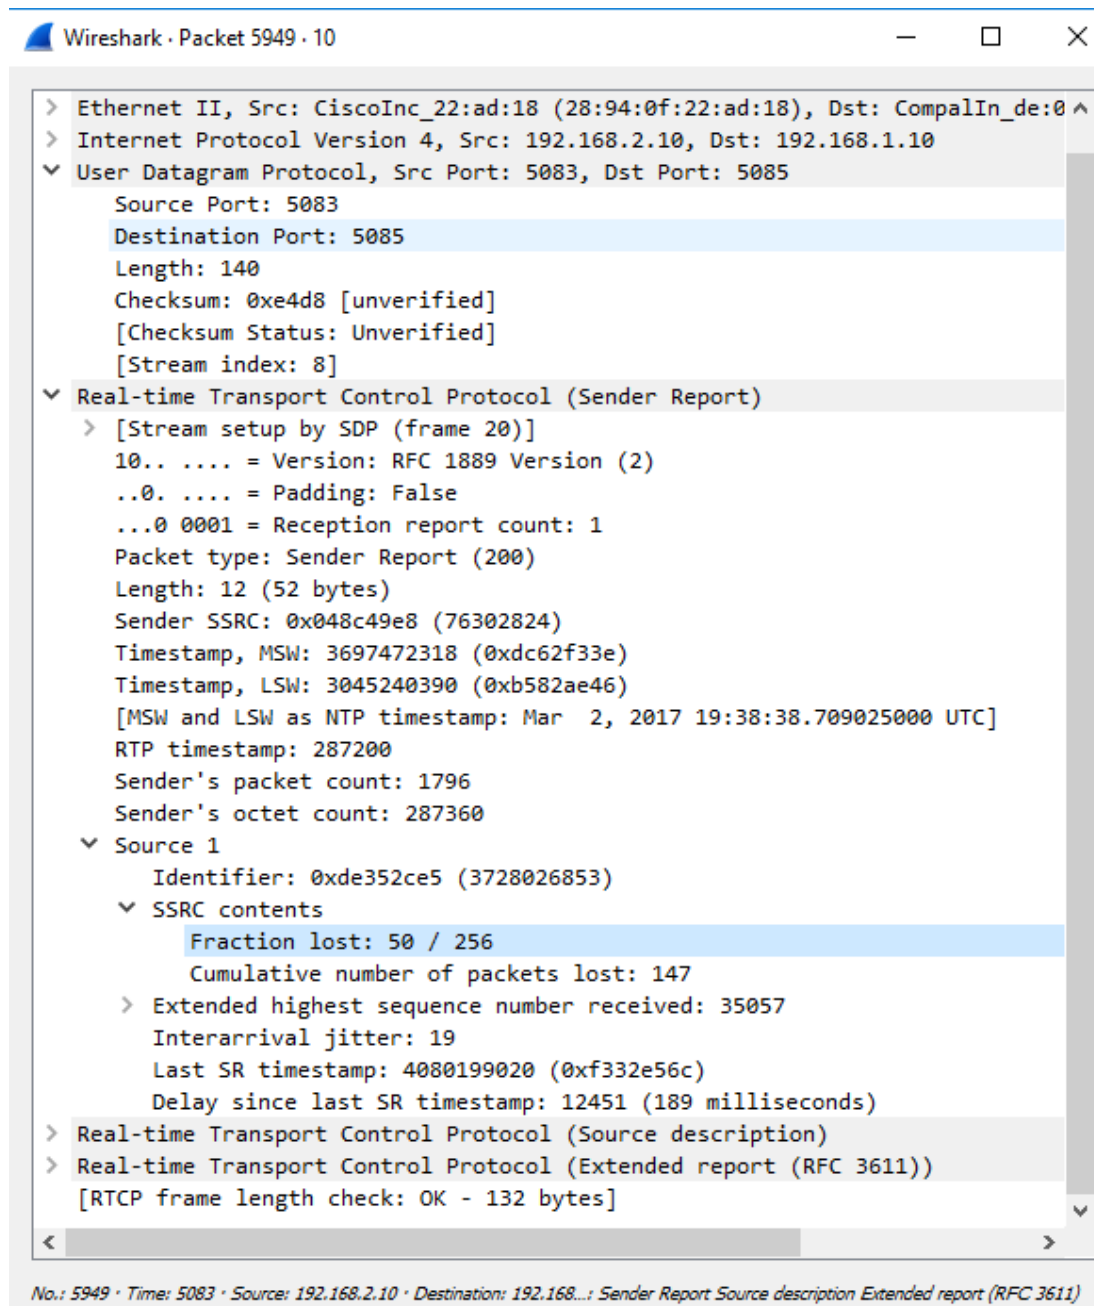 Wireshark · Packet 5949 · 10
Ethernet II, Src: CiscoInc_22:ad:18 (28:94:0f:22:ad:18), Dst: CompalIn_de:0
Internet Protocol Version 4, Src: 192.168.2.10, Dst: 192.168.1.10
User Datagram Protocol, Src Port: 5083, Dst Port: 5085
Source Port: 5083
Destination Port: 5085
Length: 140
Checksum: 0xe4d8 [unverified]
[Checksum Status: Unverified]
[Stream index: 8]
Real-time Transport Control Protocol (Sender Report)
[Stream setup by SDP (frame 20)]
10.. .... = Version: RFC 1889 Version (2)
..0. .... = Padding: False
...0 0001 = Reception report count: 1
Packet type: Sender Report (200)
Length: 12 (52 bytes)
Sender SSRC: 0x048c49e8 (76302824)
Timestamp, MSW: 3697472318 (0xdc62f33e)
Timestamp, LSW: 3045240390 (0xb582ae46)
[MSW and LSW as NTP timestamp: Mar  2, 2017 19:38:38.709025000 UTC]
RTP timestamp: 287200
Sender's packet count: 1796
Sender's octet count: 287360
Source 1
Identifier: 0xde352ce5 (3728026853)
SSRC contents
Fraction lost: 50 / 256
Cumulative number of packets lost: 147
Extended highest sequence number received: 35057
Interarrival jitter: 19
Last SR timestamp: 4080199020 (0xf332e56c)
Delay since last SR timestamp: 12451 (189 milliseconds)
Real-time Transport Control Protocol (Source description)
Real-time Transport Control Protocol (Extended report (RFC 3611))
[RTCP frame length check: OK - 132 bytes]
No.: 5949 · Time: 5083 · Source: 192.168.2.10 · Destination: 192.168...: Sender Report Source description Extended report (RFC 3611)